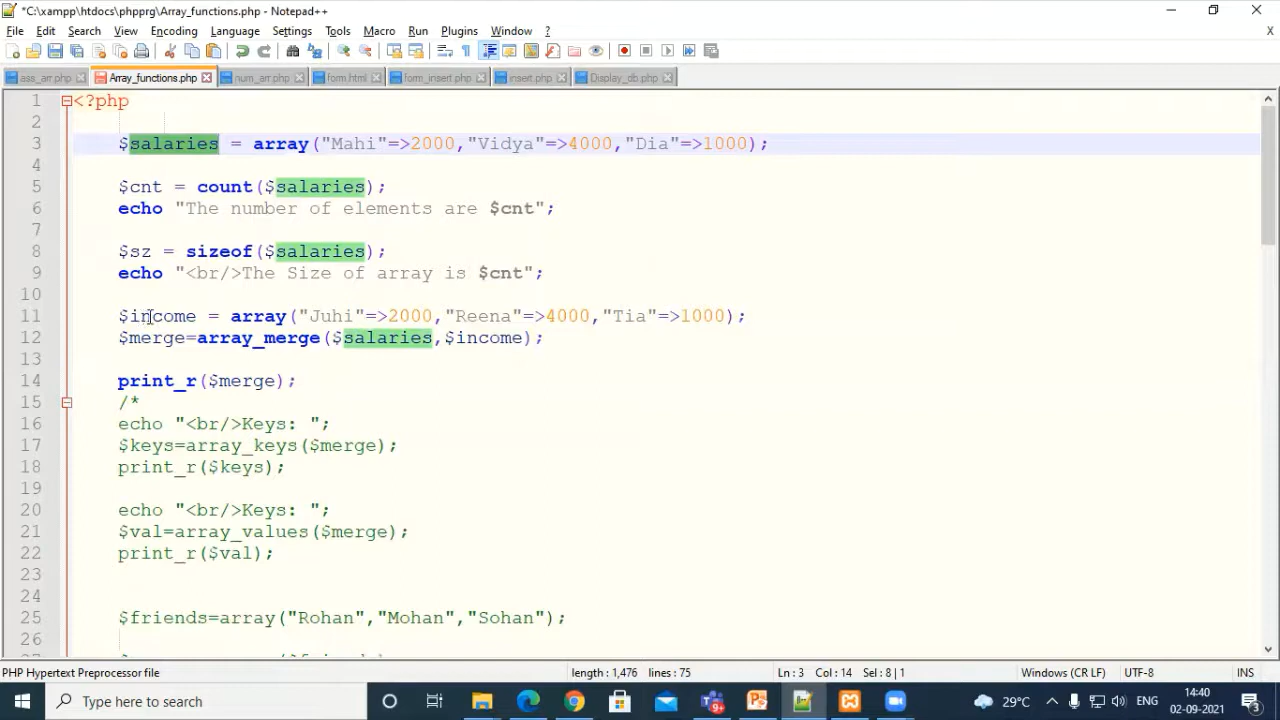 *C:\xampp\htdocs\phpprg\Array_functions.php - Notepad++
File Edit Search View Encoding Language Settings Tools Macro Run Plugins Window ? X
ass_arr.php Array_functions.php num_arr.php form.html form_insert.php insert.php Display_db.php
1 <?php
2
3 $salaries = array("Mahi"=>2000,"Vidya"=>4000,"Dia"=>1000);
4
5 $cnt = count($salaries);
6 echo "The number of elements are $cnt";
7
8 $sz = sizeof($salaries);
9 echo "<br/>The Size of array is $cnt";
10
11 $income = array("Juhi"=>2000,"Reena"=>4000,"Tia"=>1000);
12 $merge=array_merge($salaries,$income);
13
14 print_r($merge);
15 /*
16 echo "<br/>Keys: ";
17 $keys=array_keys($merge);
18 print_r($keys);
19
20 echo "<br/>Keys: ";
21 $val=array_values($merge);
22 print_r($val);
23
24
25 $friends=array("Rohan","Mohan","Sohan");
26
PHP Hypertext Preprocessor file length : 1,476 lines : 75 Ln : 3 Col : 14 Sel : 8 | 1 Windows (CR LF) UTF-8 INS
Type here to search 9+ 29°C ENG 14:40 02-09-2021 3